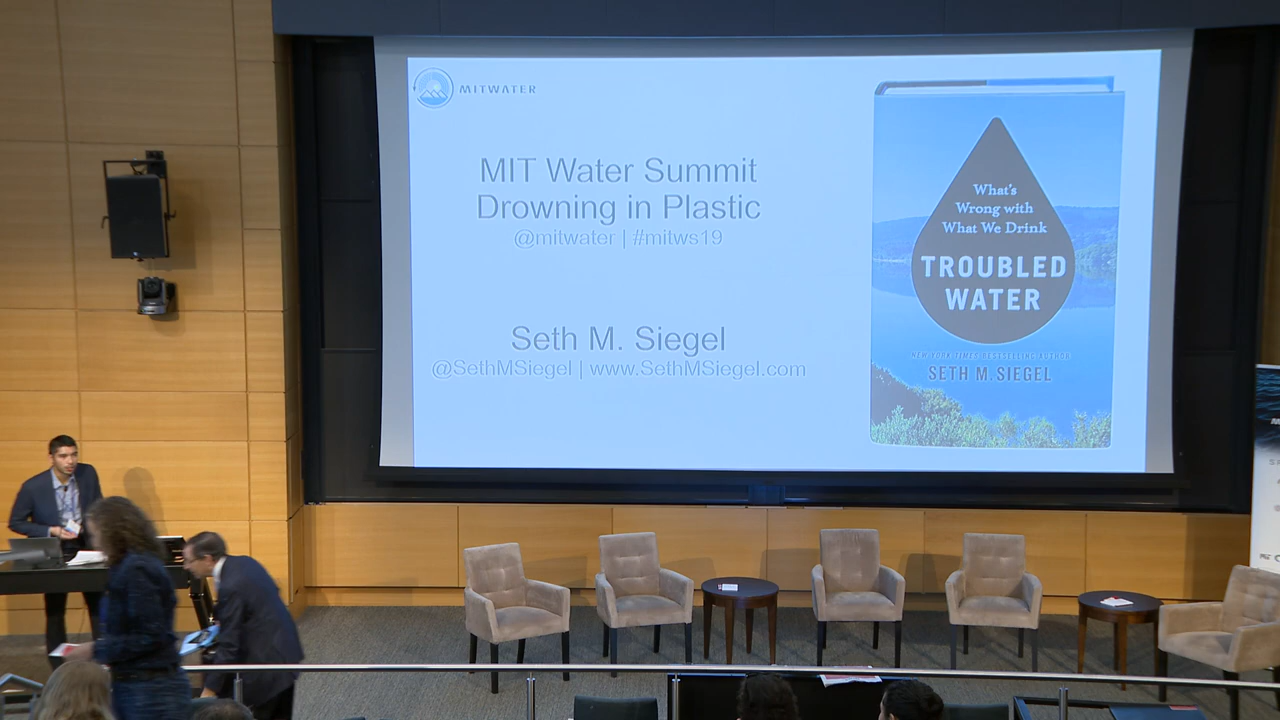 MITWATER
MIT Water Summit
Drowning in Plastic
@mitwater | #mitws19
Seth M. Siegel
@SethMSiegel | www.SethMSiegel.com
What's
Wrong with
What We Drink
TROUBLED
WATER
NEW YORK TIMES BESTSELLING AUTHOR
SETH M. SIEGEL